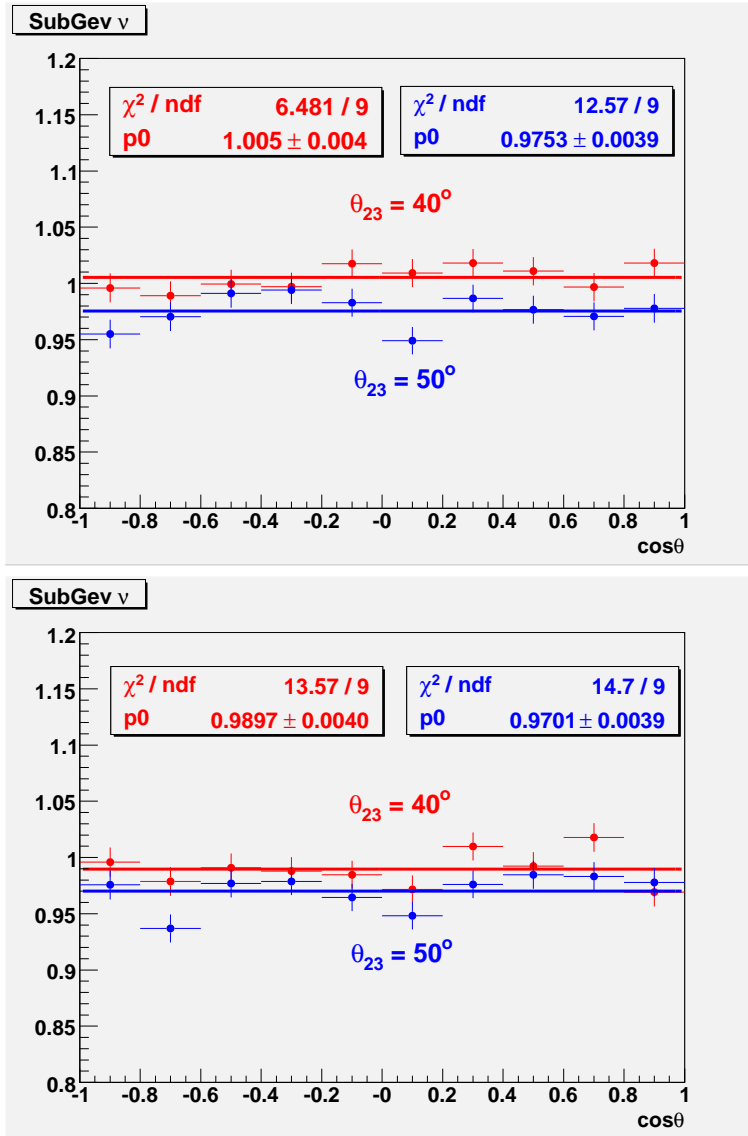 SubGev ν
1.2
1.15
1.1
1.05
1
0.95
0.9
0.85
0.8
χ² / ndf 6.481 / 9
p0 1.005 ± 0.004
χ² / ndf 12.57 / 9
p0 0.9753 ± 0.0039
θ₂₃ = 40°
θ₂₃ = 50°
-1 -0.8 -0.6 -0.4 -0.2 -0 0.2 0.4 0.6 0.8 1
cosθ
SubGev ν
1.2
1.15
1.1
1.05
1
0.95
0.9
0.85
0.8
χ² / ndf 13.57 / 9
p0 0.9897 ± 0.0040
χ² / ndf 14.7 / 9
p0 0.9701 ± 0.0039
θ₂₃ = 40°
θ₂₃ = 50°
-1 -0.8 -0.6 -0.4 -0.2 -0 0.2 0.4 0.6 0.8 1
cosθ